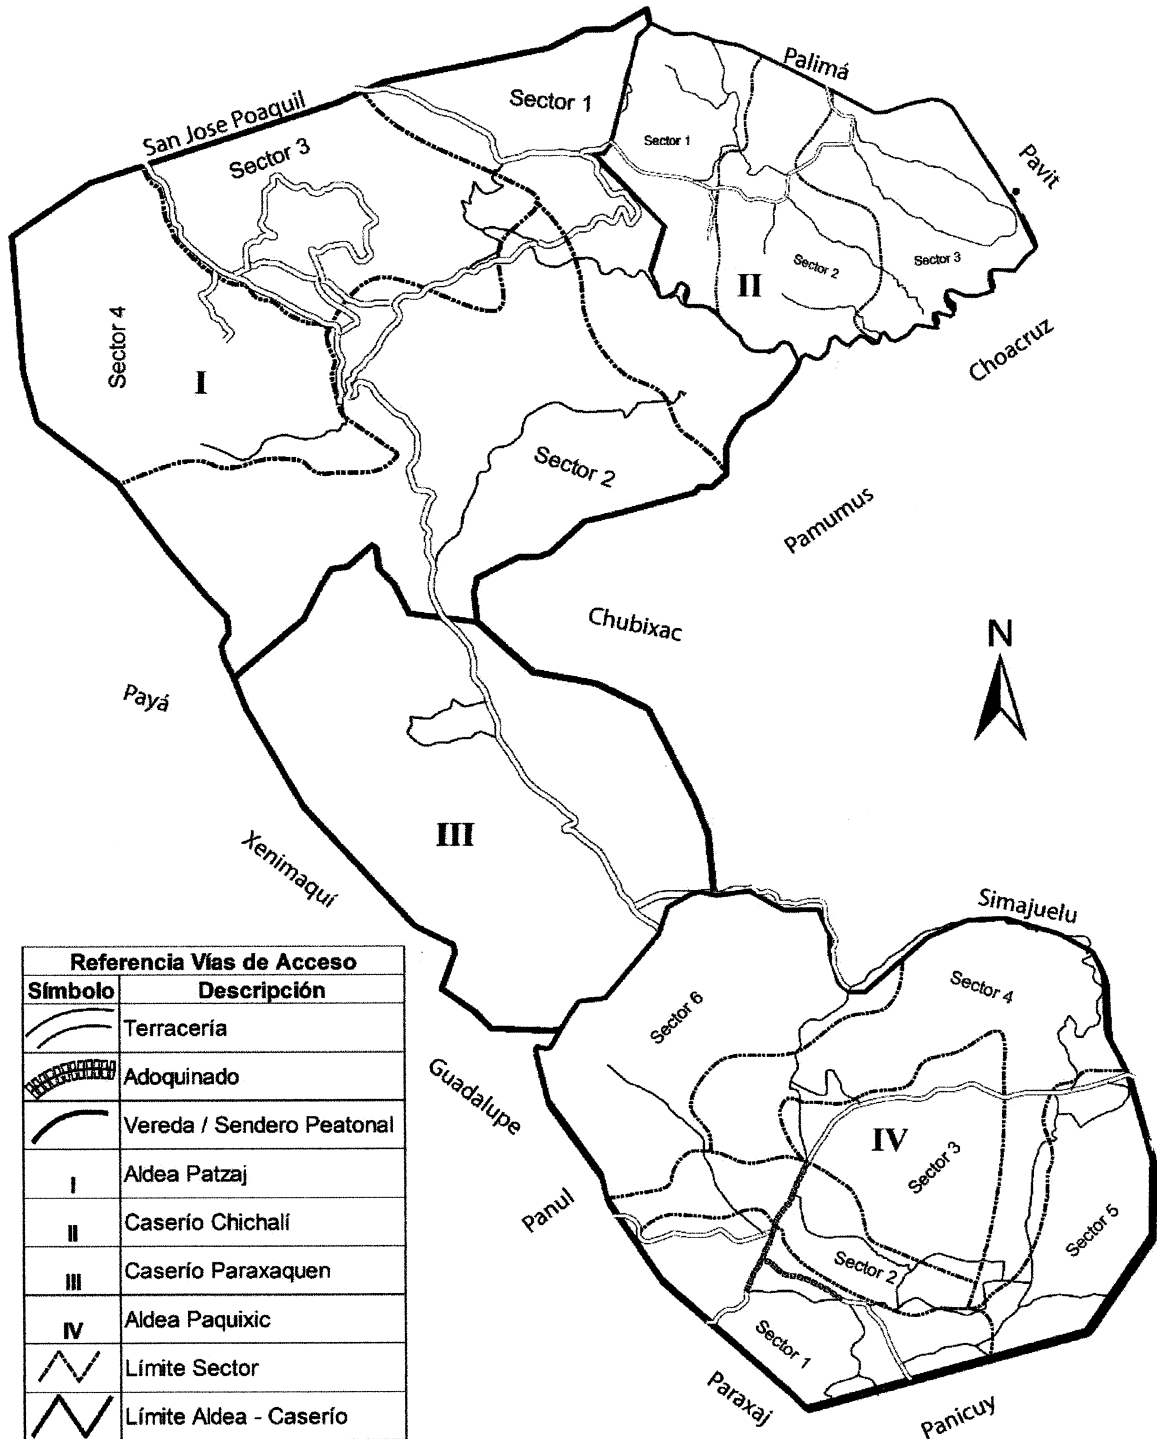 Palimá
San Jose Poaquil
Sector 1
Sector 3
Sector 1
Pavit
Sector 2
Sector 3
II
Sector 4
I
Choacruz
Sector 2
Pamumus
Chubixac
N
Payá
III
Xenimaquí
Simajuelu
Sector 6
Sector 4
Guadalupe
IV
Sector 3
Panul
Sector 5
Sector 2
Sector 1
Paraxaj
Panicuy
Referencia Vías de Acceso
Símbolo Descripción
Terracería
Adoquinado
Vereda / Sendero Peatonal
I Aldea Patzaj
II Caserío Chichalí
III Caserío Paraxaquen
IV Aldea Paquixic
Límite Sector
Límite Aldea - Caserío